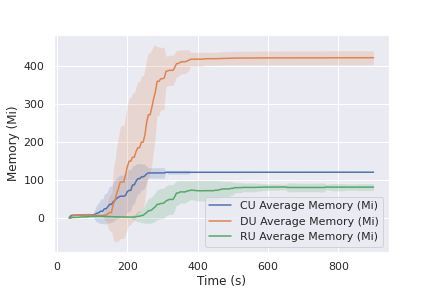 400
300
200
100
0
Memory (Mi)
0 200 400 600 800
Time (s)
CU Average Memory (Mi)
DU Average Memory (Mi)
RU Average Memory (Mi)